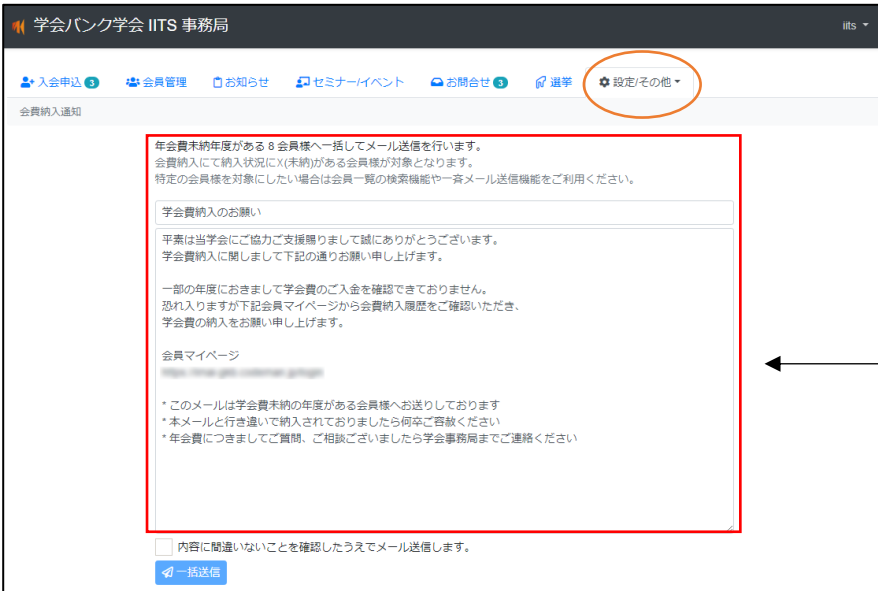 学会バンク学会 IITS 事務局
iits
入会申込 3 会員管理 お知らせ セミナー/イベント お問合せ 3 選挙 設定/その他
会費納入通知
年会費未納年度がある 8 会員様へ一括してメール送信を行います。
会費納入にて納入状況にX(未納)がある会員様が対象となります。
特定の会員様を対象にしたい場合は会員一覧の検索機能や一斉メール送信機能をご利用ください。
学会費納入のお願い
平素は当学会にご協力ご支援賜りまして誠にありがとうございます。
学会費納入に関しまして下記の通りお願い申し上げます。
一部の年度におきまして学会費のご入金を確認できておりません。
恐れ入りますが下記会員マイページから会費納入履歴をご確認いただき、
学会費の納入をお願い申し上げます。
会員マイページ
* このメールは学会費未納の年度がある会員様へお送りしております
* 本メールと行き違いで納入されておりましたら何卒ご容赦ください
* 年会費につきましてご質問、ご相談ございましたら学会事務局までご連絡ください
内容に間違いないことを確認したうえでメール送信します。
一括送信